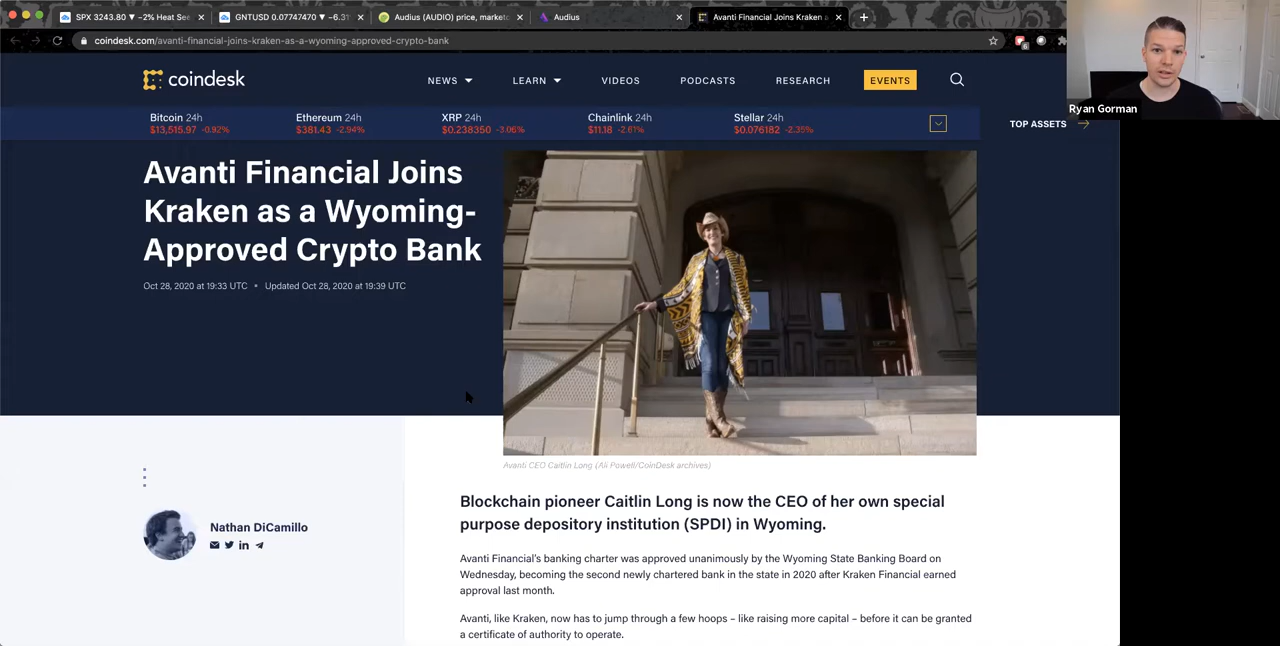 SPX 3243.80 ▼ −2% Heat See
GNTUSD 0.07747470 ▼ −6.31
Audius (AUDIO) price, marketc
Audius
Avanti Financial Joins Kraken a
coindesk.com/avanti-financial-joins-kraken-as-a-wyoming-approved-crypto-bank
6
Ryan Gorman
coindesk
NEWS
LEARN
VIDEOS
PODCASTS
RESEARCH
EVENTS
Bitcoin 24h
$13,515.97 -0.92%
Ethereum 24h
$381.43 -2.94%
XRP 24h
$0.238350 -3.06%
Chainlink 24h
$11.18 -2.61%
Stellar 24h
$0.076182 -2.35%
TOP ASSETS
Avanti Financial Joins
Kraken as a Wyoming-
Approved Crypto Bank
Oct 28, 2020 at 19:33 UTC • Updated Oct 28, 2020 at 19:39 UTC
Avanti CEO Caitlin Long (Ali Powell/CoinDesk archives)
Nathan DiCamillo
Blockchain pioneer Caitlin Long is now the CEO of her own special
purpose depository institution (SPDI) in Wyoming.
Avanti Financial's banking charter was approved unanimously by the Wyoming State Banking Board on
Wednesday, becoming the second newly chartered bank in the state in 2020 after Kraken Financial earned
approval last month.
Avanti, like Kraken, now has to jump through a few hoops – like raising more capital – before it can be granted
a certificate of authority to operate.